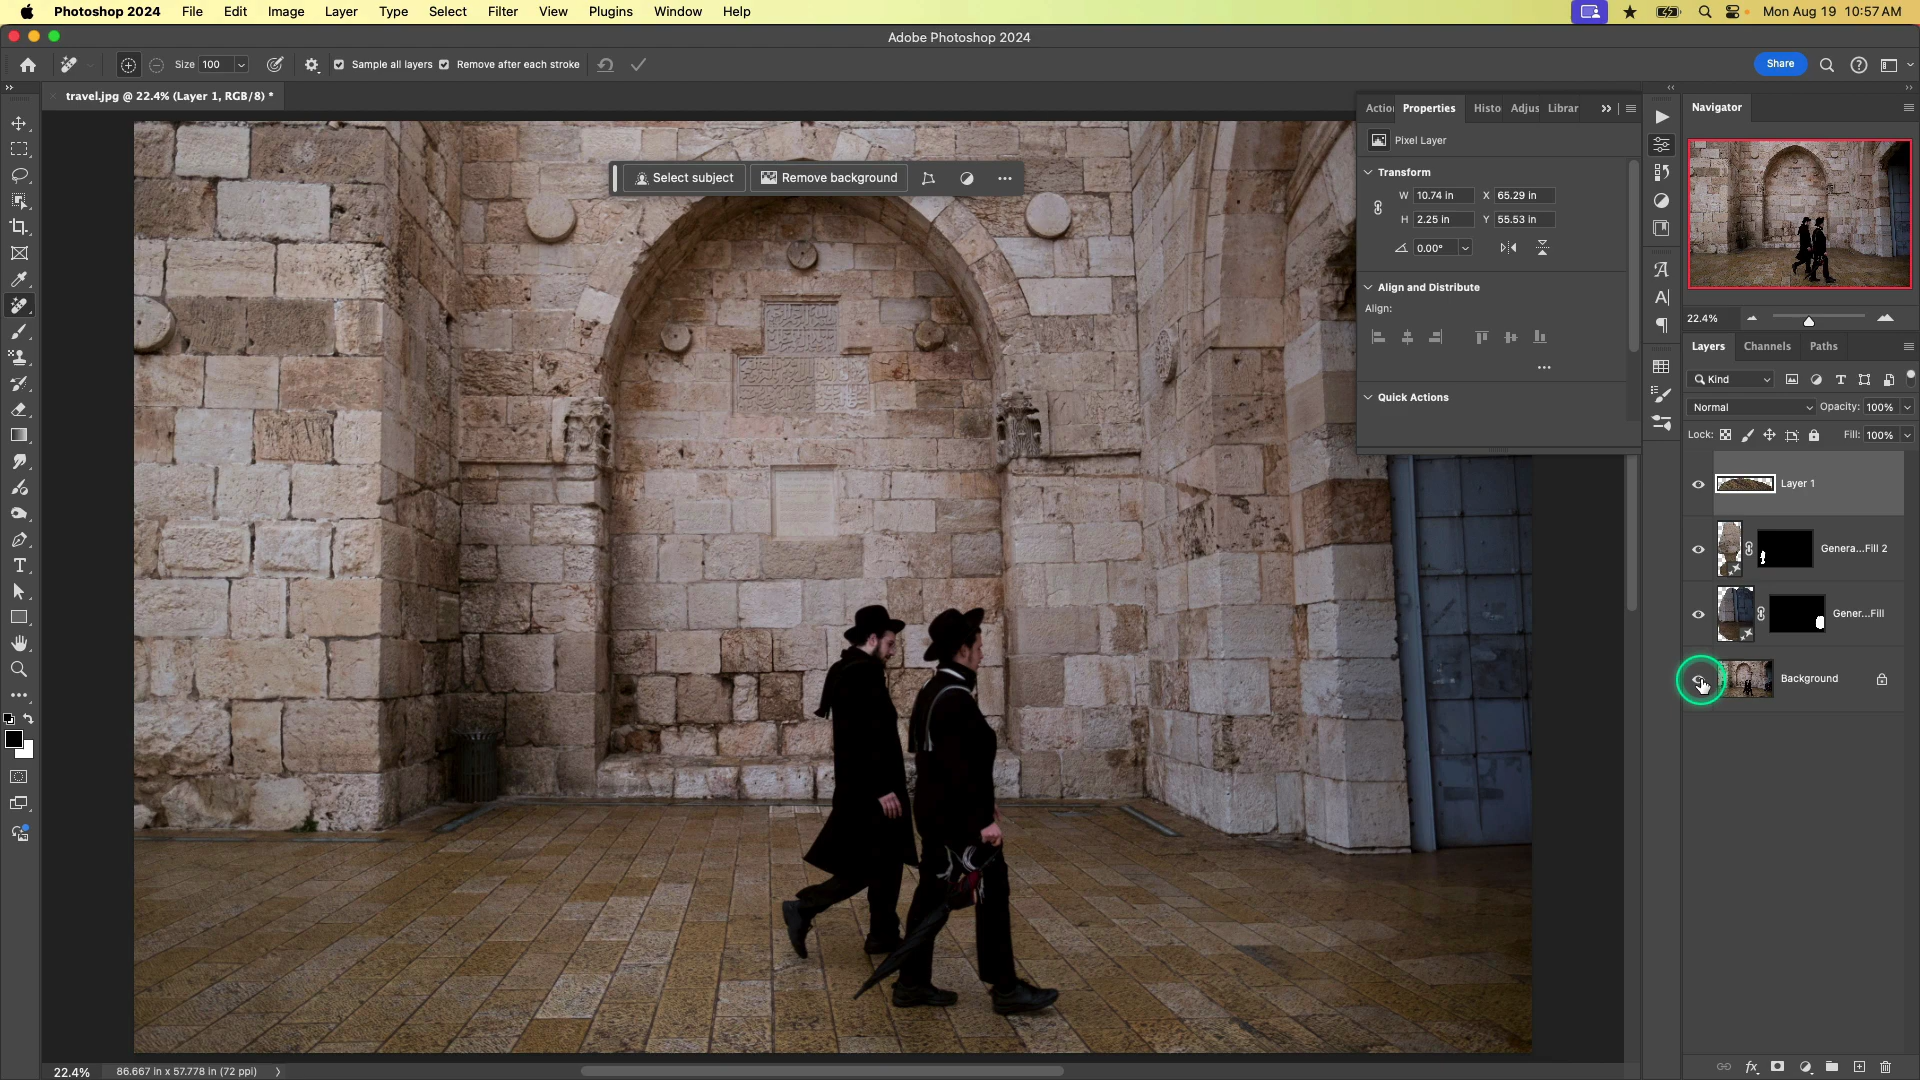 Photoshop 2024 File Edit Image Layer Type Select Filter View Plugins Window Help Mon Aug 19 10:57 AM
Adobe Photoshop 2024
Size 100 Sample all layers Remove after each stroke Share
travel.jpg @ 22.4% (Layer 1, RGB/8) *
Actio Properties Histo Adjus Librar
Navigator
Pixel Layer
Select subject Remove background
Transform
W 10.74 in X 65.29 in
H 2.25 in Y 55.53 in
0.00°
Align and Distribute
Align:
22.4%
Layers Channels Paths
Kind
Quick Actions
Normal Opacity: 100%
Lock: Fill: 100%
Layer 1
Genera...Fill 2
Gener...Fill
Background
22.4% 86.667 in x 57.778 in (72 ppi)